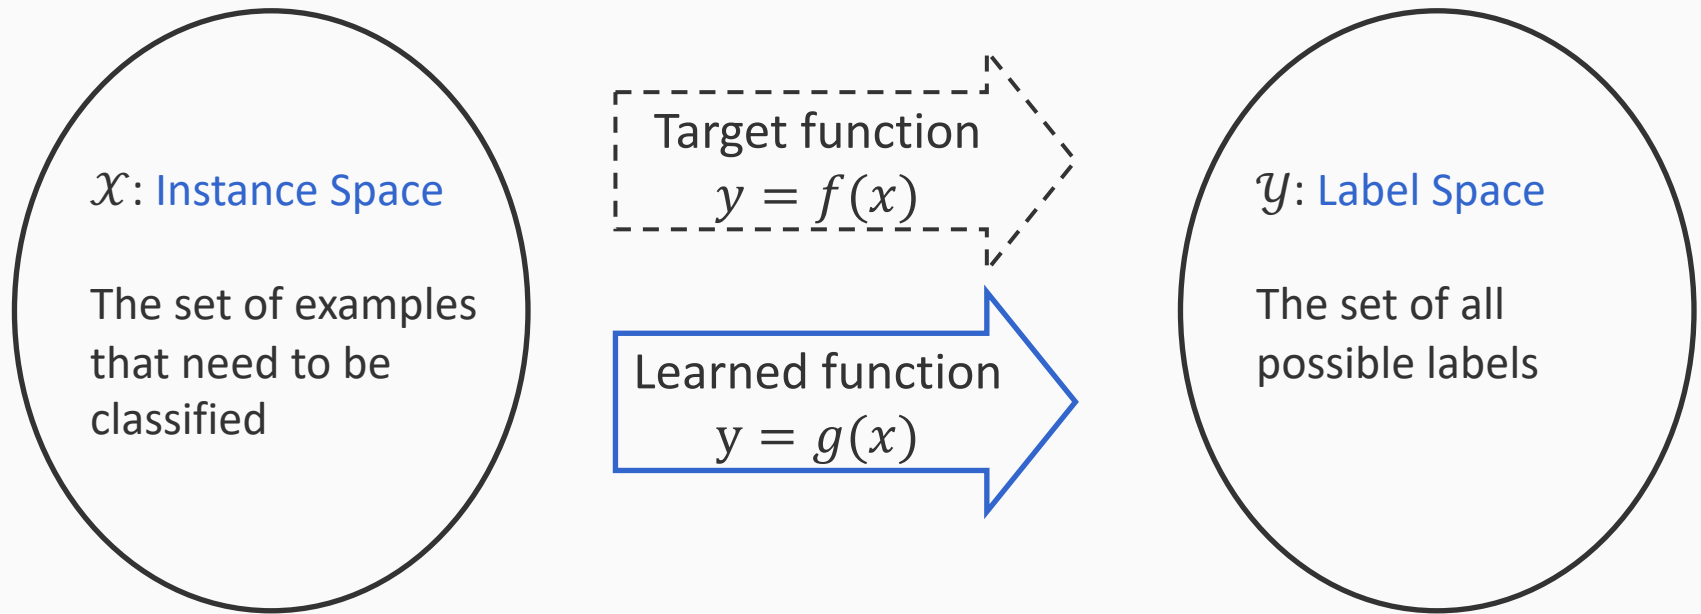 𝒳: Instance Space
The set of examples
that need to be
classified
Target function
𝑦 = 𝑓(𝑥)
Learned function
y = 𝑔(𝑥)
𝒴: Label Space
The set of all
possible labels